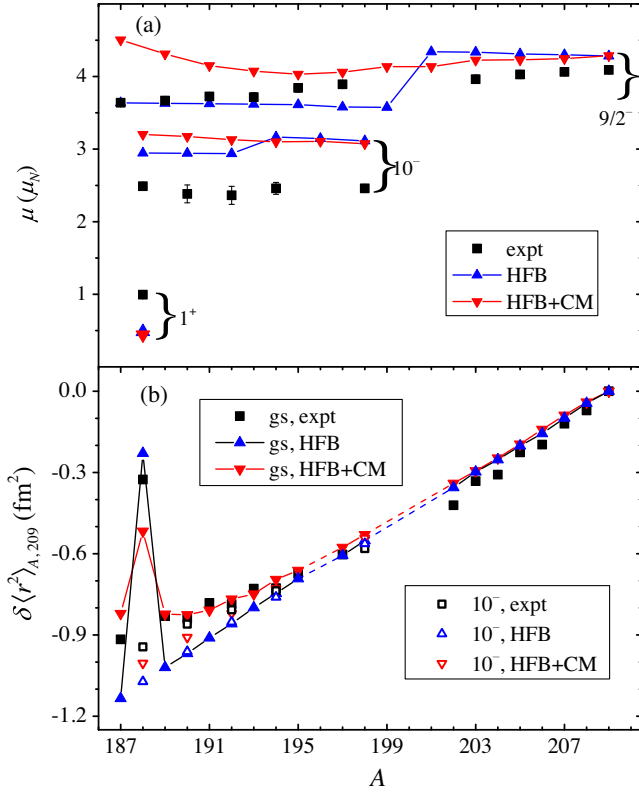 (a)
4
3
2
1
μ (μN)
9/2−
10−
1+
expt
HFB
HFB+CM
(b)
0.0
-0.3
-0.6
-0.9
-1.2
δ⟨r²⟩A,209 (fm²)
gs, expt
gs, HFB
gs, HFB+CM
10−, expt
10−, HFB
10−, HFB+CM
187 191 195 199 203 207
A